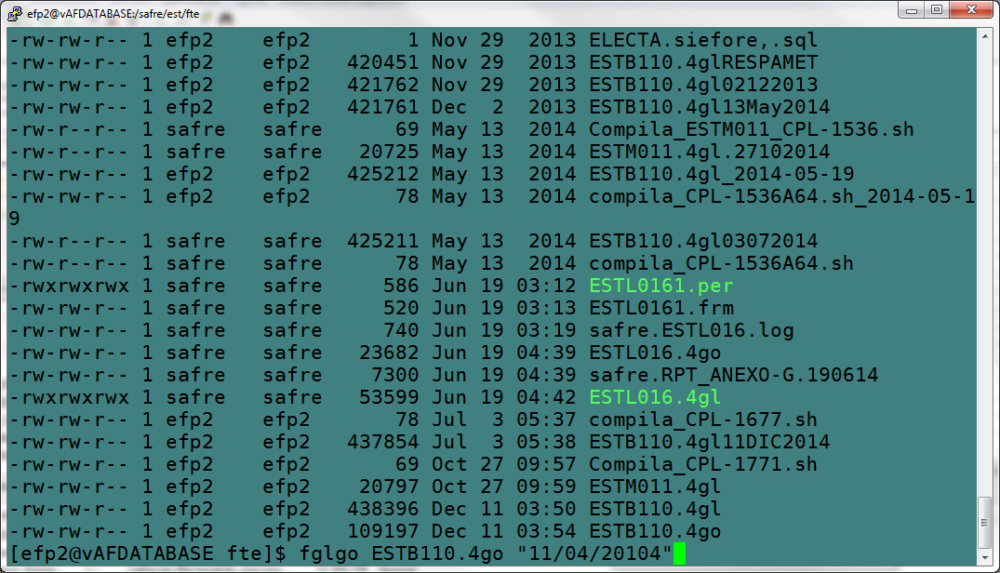 efp2@vAFDATABASE:/safre/est/fte
-rw-rw-r-- 1 efp2    efp2         1 Nov 29  2013 ELECTA.siefore,.sql
-rw-rw-r-- 1 efp2    efp2    420451 Nov 29  2013 ESTB110.4glRESPAMET
-rw-rw-r-- 1 efp2    efp2    421762 Nov 29  2013 ESTB110.4gl02122013
-rw-rw-r-- 1 efp2    efp2    421761 Dec  2  2013 ESTB110.4gl13May2014
-rw-r--r-- 1 safre   safre       69 May 13  2014 Compila_ESTM011_CPL-1536.sh
-rw-r--r-- 1 safre   safre    20725 May 13  2014 ESTM011.4gl.27102014
-rw-rw-r-- 1 efp2    efp2    425212 May 13  2014 ESTB110.4gl_2014-05-19
-rw-rw-r-- 1 efp2    efp2        78 May 13  2014 compila_CPL-1536A64.sh_2014-05-1
9
-rw-r--r-- 1 safre   safre   425211 May 13  2014 ESTB110.4gl03072014
-rw-r--r-- 1 safre   safre       78 May 13  2014 compila_CPL-1536A64.sh
-rwxrwxrwx 1 safre   safre      586 Jun 19 03:12 ESTL0161.per
-rw-rw-r-- 1 safre   safre      520 Jun 19 03:13 ESTL0161.frm
-rw-rw-r-- 1 safre   safre      740 Jun 19 03:19 safre.ESTL016.log
-rw-rw-r-- 1 safre   safre    23682 Jun 19 04:39 ESTL016.4go
-rw-rw-r-- 1 safre   safre     7300 Jun 19 04:39 safre.RPT_ANEXO-G.190614
-rwxrwxrwx 1 safre   safre    53599 Jun 19 04:42 ESTL016.4gl
-rw-rw-r-- 1 efp2    efp2        78 Jul  3 05:37 compila_CPL-1677.sh
-rw-rw-r-- 1 efp2    efp2    437854 Jul  3 05:38 ESTB110.4gl11DIC2014
-rw-rw-r-- 1 efp2    efp2        69 Oct 27 09:57 Compila_CPL-1771.sh
-rw-rw-r-- 1 efp2    efp2     20797 Oct 27 09:59 ESTM011.4gl
-rw-rw-r-- 1 efp2    efp2    438396 Dec 11 03:50 ESTB110.4gl
-rw-rw-r-- 1 efp2    efp2    109197 Dec 11 03:54 ESTB110.4go
[efp2@vAFDATABASE fte]$ fglgo ESTB110.4go "11/04/20104"